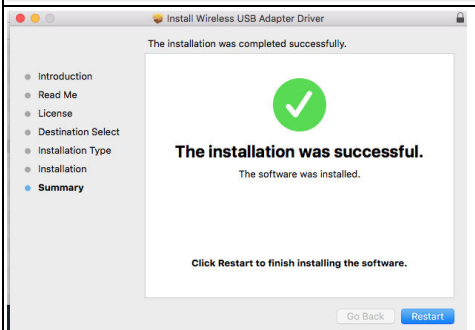 Install Wireless USB Adapter Driver
The installation was completed successfully.
Introduction
Read Me
License
Destination Select
Installation Type
Installation
Summary
The installation was successful.
The software was installed.
Click Restart to finish installing the software.
Go Back
Restart